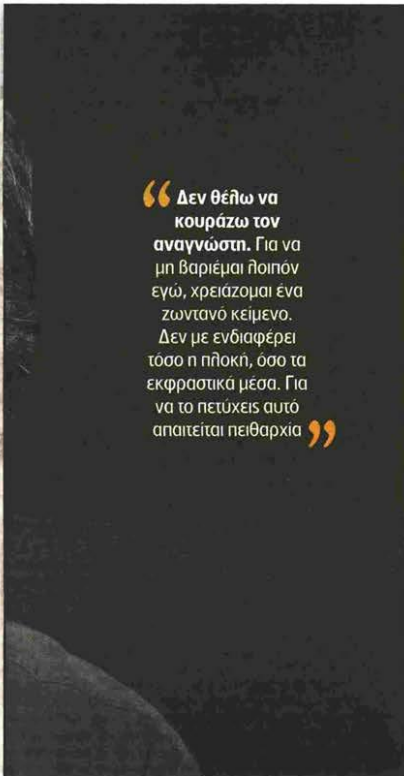 “ Δεν θέλω να
κουράζω τον
αναγνώστη. Για να
μη βαριέμαι λοιπόν
εγώ, χρειάζομαι ένα
ζωντανό κείμενο.
Δεν με ενδιαφέρει
τόσο η πλοκή, όσο τα
εκφραστικά μέσα. Για
να το πετύχεις αυτό
απαιτείται πειθαρχία ”